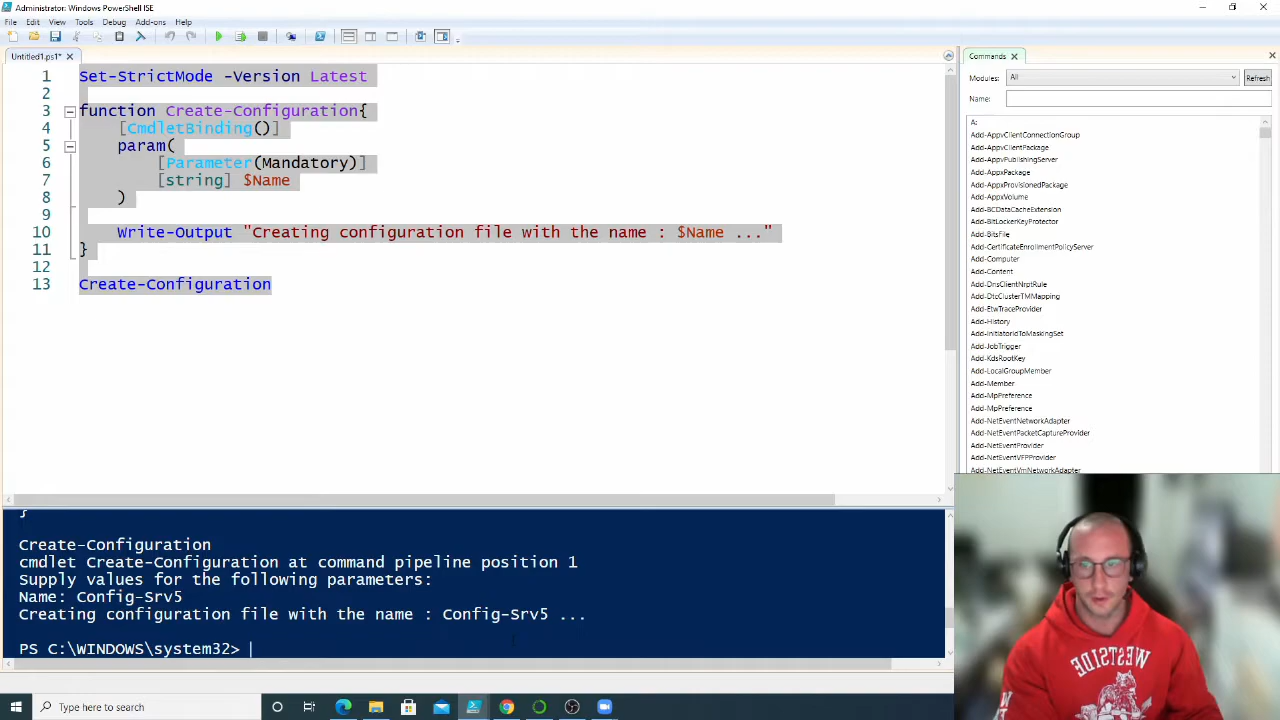 Administrator: Windows PowerShell ISE
File Edit View Tools Debug Add-ons Help
Untitled1.ps1*
1 Set-StrictMode -Version Latest
2
3 function Create-Configuration{
4 [CmdletBinding()]
5 param(
6 [Parameter(Mandatory)]
7 [string] $Name
8 )
9
10 Write-Output "Creating configuration file with the name : $Name ..."
11 }
12
13 Create-Configuration
}
Create-Configuration
cmdlet Create-Configuration at command pipeline position 1
Supply values for the following parameters:
Name: Config-Srv5
Creating configuration file with the name : Config-Srv5 ...
PS C:\WINDOWS\system32>
Commands
Modules: All Refresh
Name:
A:
Add-AppvClientConnectionGroup
Add-AppvClientPackage
Add-AppvPublishingServer
Add-AppxPackage
Add-AppxProvisionedPackage
Add-AppxVolume
Add-BCDataCacheExtension
Add-BitLockerKeyProtector
Add-BitsFile
Add-CertificateEnrollmentPolicyServer
Add-Computer
Add-Content
Add-DnsClientNrptRule
Add-DtcClusterTMMapping
Add-EtwTraceProvider
Add-History
Add-InitiatorIdToMaskingSet
Add-JobTrigger
Add-KdsRootKey
Add-LocalGroupMember
Add-Member
Add-MpPreference
Add-MpPreference
Add-NetEventNetworkAdapter
Add-NetEventPacketCaptureProvider
Add-NetEventProvider
Add-NetEventVFPProvider
Add-NetEventVmNetworkAdapter
WESTSIDE
Type here to search